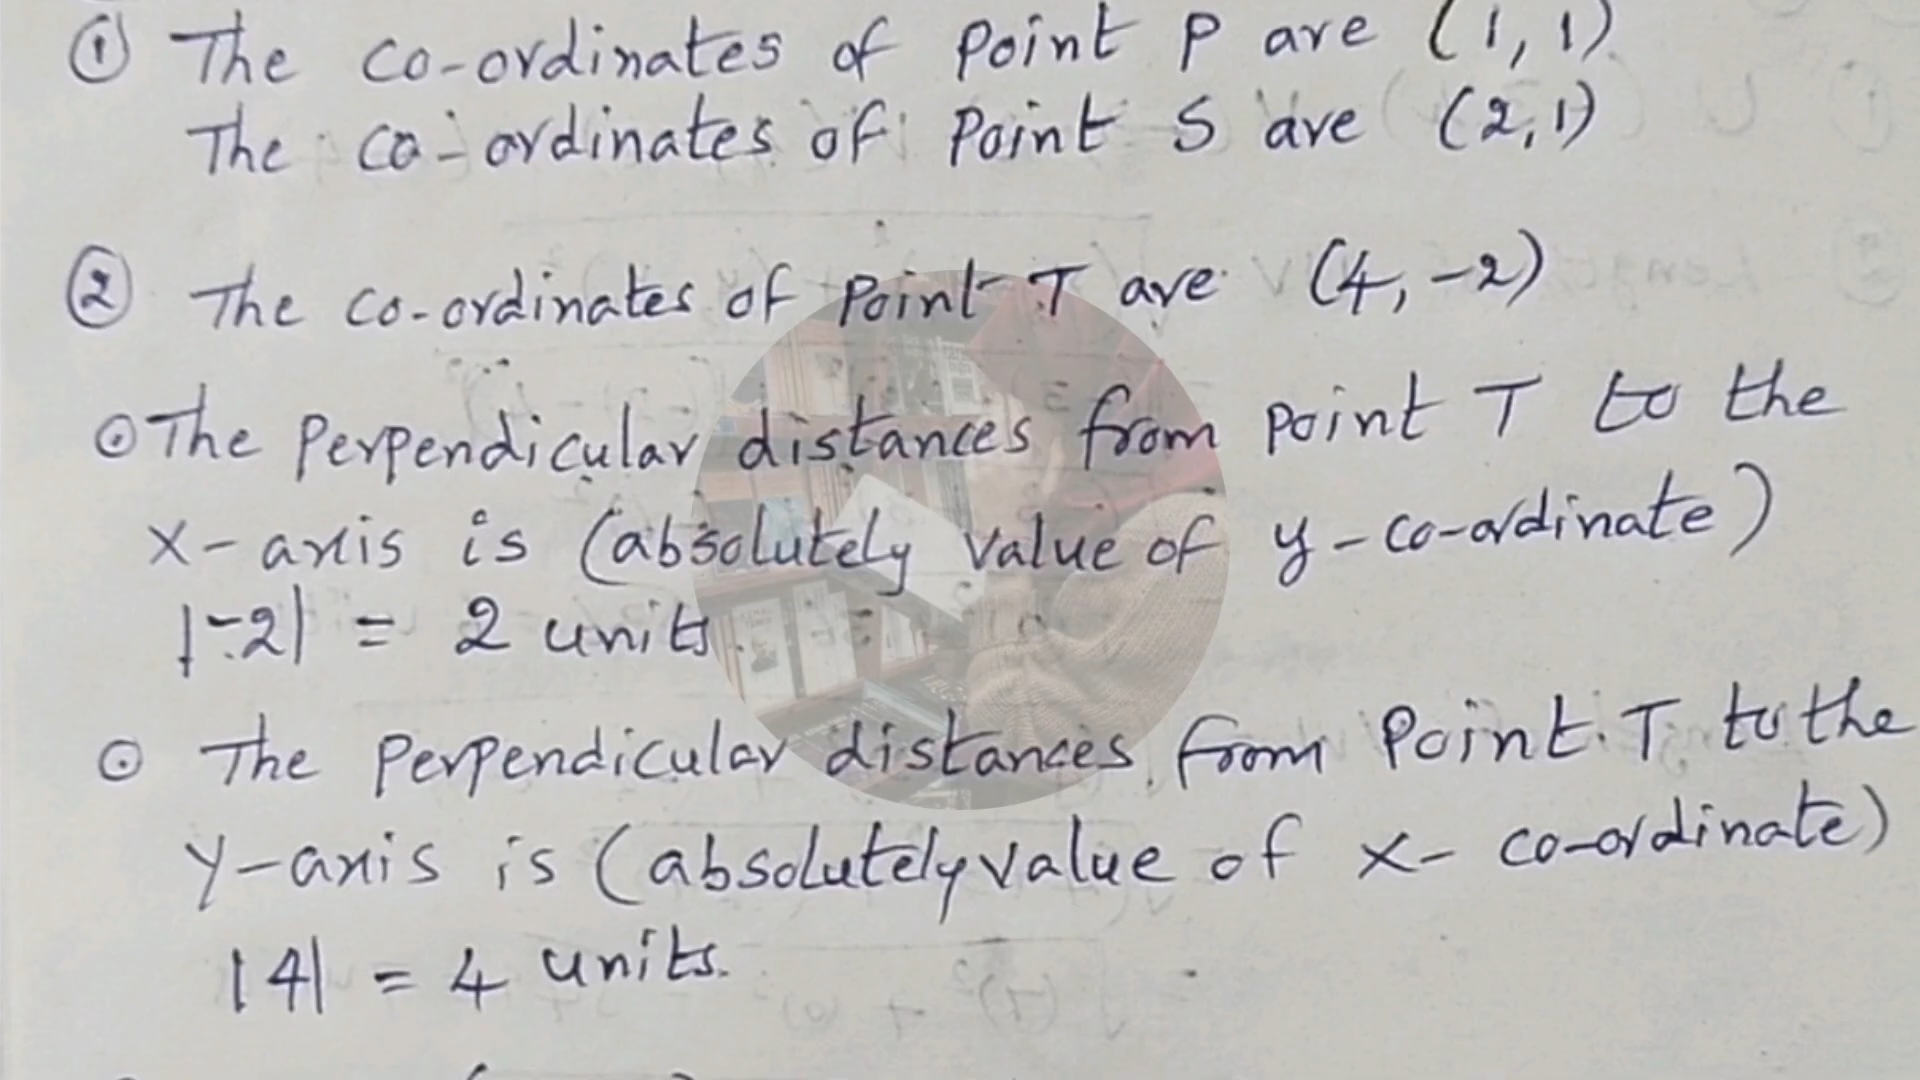 ① The co-ordinates of Point P are (1, 1)
The co-ordinates of Point S are (2, 1)
② The co-ordinates of Point T are (4, -2)
⊙ The Perpendicular distances from Point T to the
X-axis is (absolutely value of y-co-ordinate)
|-2| = 2 units.
⊙ The Perpendicular distances from Point T to the
Y-axis is (absolutely value of x- co-ordinate)
|4| = 4 units.